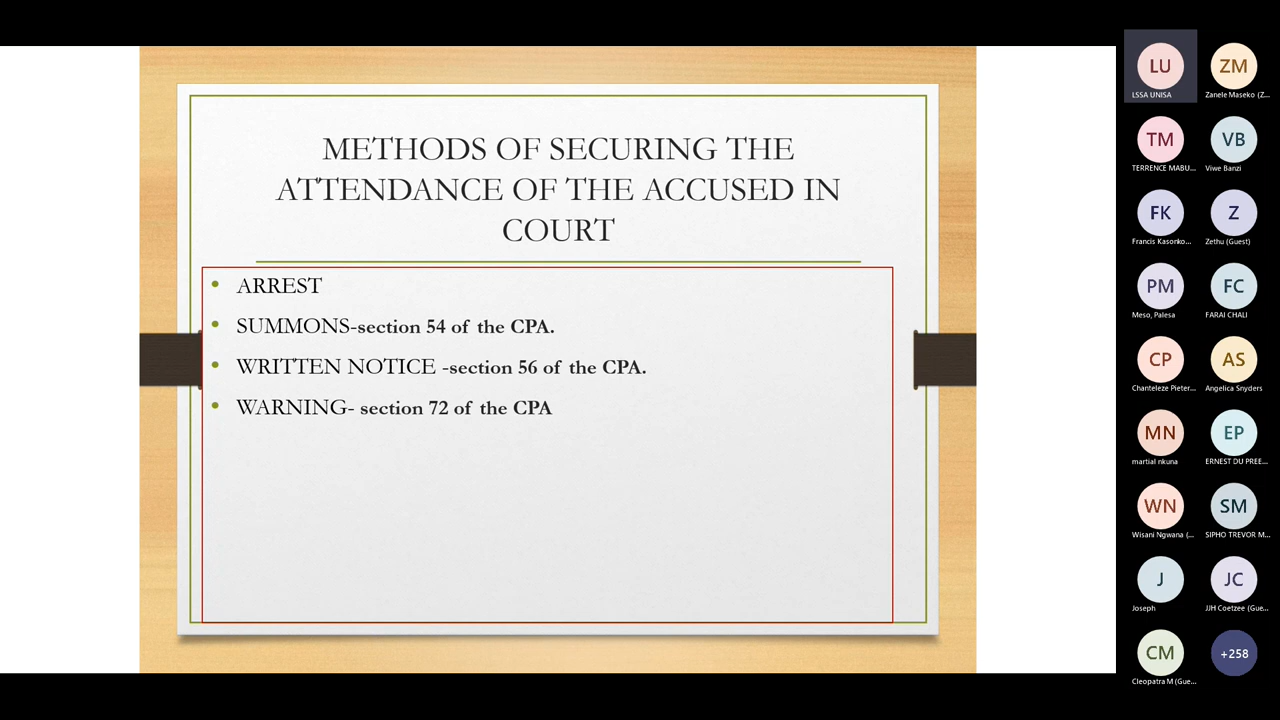 METHODS OF SECURING THE
ATTENDANCE OF THE ACCUSED IN
COURT
• ARREST
• SUMMONS-section 54 of the CPA.
• WRITTEN NOTICE -section 56 of the CPA.
• WARNING- section 72 of the CPA
LU
LSSA UNISA
ZM
Zanele Maseko (Z...
TM
TERRENCE MABU...
VB
Viwe Banzi
FK
Francis Kasonko...
Z
Zethu (Guest)
PM
Meso, Palesa
FC
FARAI CHALI
CP
Chanteleze Pieter...
AS
Angelica Snyders
MN
martial nkuna
EP
ERNEST DU PREE...
WN
Wisani Ngwana (...
SM
SIPHO TREVOR M...
J
Joseph
JC
JJH Coetzee (Gue...
CM
Cleopatra M (Gue...
+258